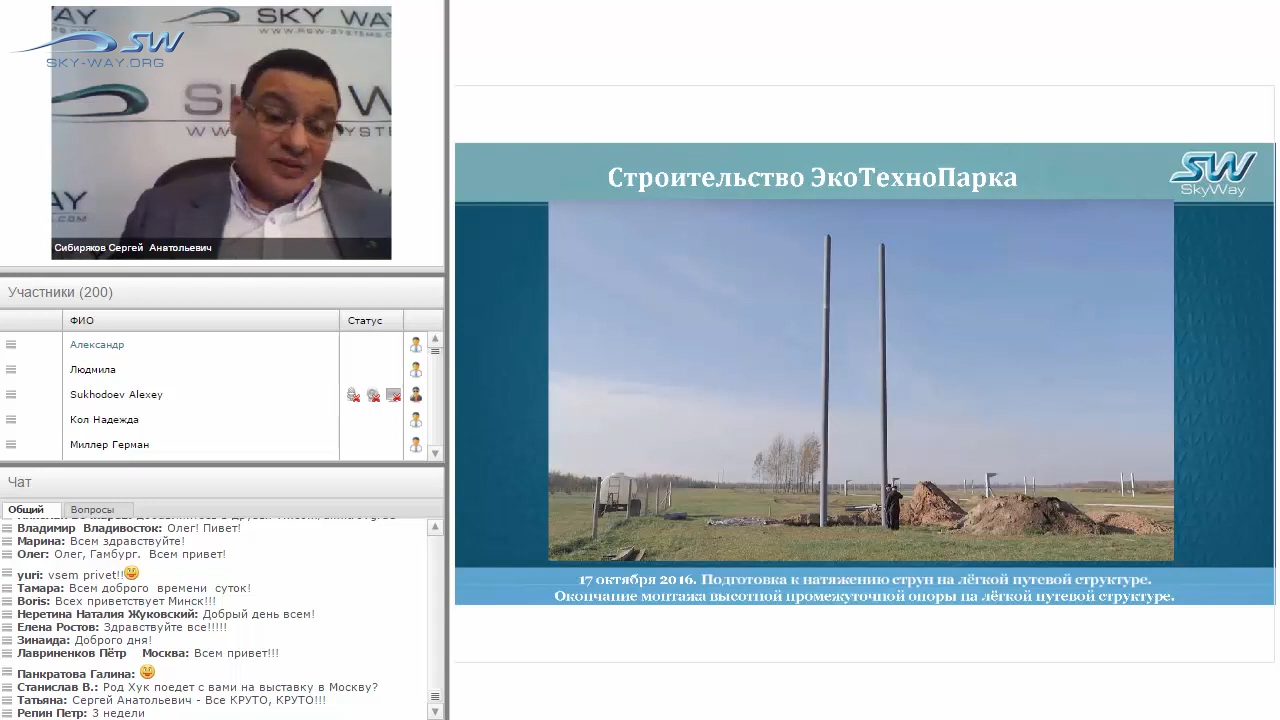 WAY
SKY WAY
WWW.RSW-SYSTEMS.COM
SW
SKY-WAY.ORG
Сибиряков Сергей Анатольевич
Участники (200)
ФИО
Статус
Александр
Людмила
Sukhodoev Alexey
Кол Надежда
Миллер Герман
Чат
Общий
Вопросы
Владимир Владивосток: Олег! Пивет!
Марина: Всем здравствуйте!
Олег: Олег, Гамбург. Всем привет!
yuri: vsem privet!!
Тамара: Всем доброго времени суток!
Boris: Всех приветствует Минск!!!
Неретина Наталия Жуковский: Добрый день всем!
Елена Ростов: Здравствуйте все!!!!!
Зинаида: Доброго дня!
Лавриненков Пётр Москва: Всем привет!!!
Панкратова Галина:
Станислав В.: Род Хук поедет с вами на выставку в Москву?
Татьяна: Сергей Анатольевич - Все КРУТО, КРУТО!!!
Репин Петр: 3 недели
Строительство ЭкоТехноПарка
SW
SkyWay
17 октября 2016. Подготовка к натяжению струн на лёгкой путевой структуре.
Окончание монтажа высотной промежуточной опоры на лёгкой путевой структуре.